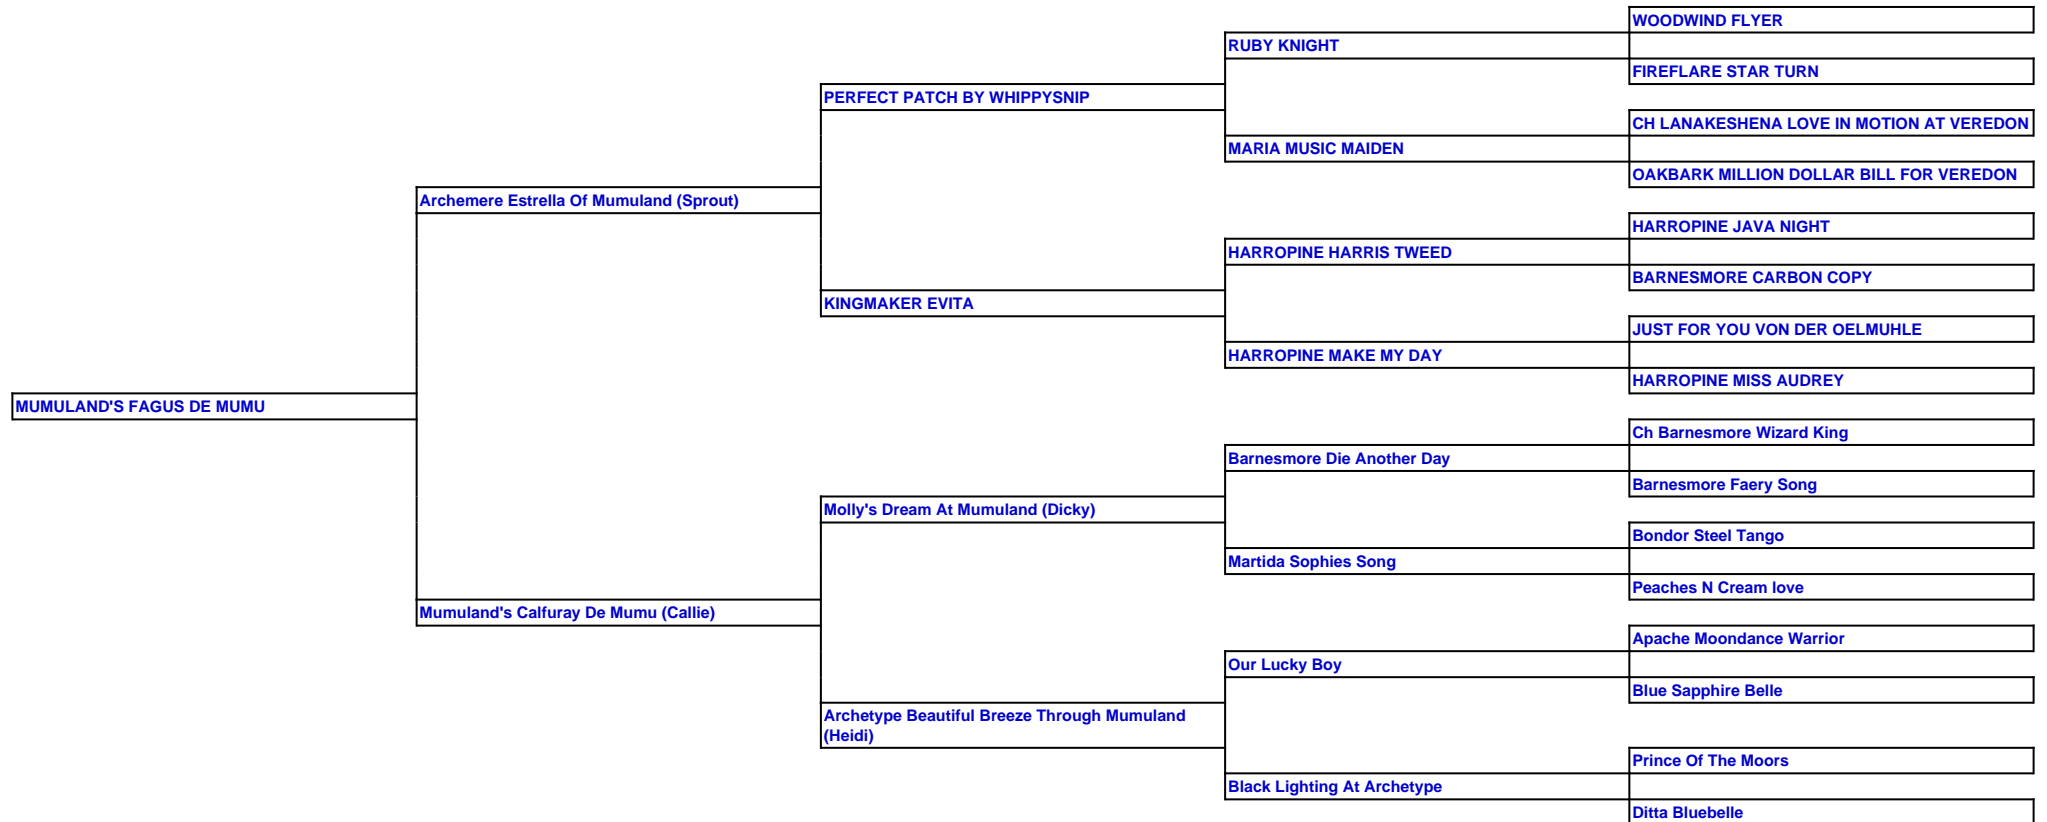 WOODWIND FLYER
RUBY KNIGHT
FIREFLARE STAR TURN
PERFECT PATCH BY WHIPPYSNIP
CH LANAKESHENA LOVE IN MOTION AT VEREDON
MARIA MUSIC MAIDEN
OAKBARK MILLION DOLLAR BILL FOR VEREDON
Archemere Estrella Of Mumuland (Sprout)
HARROPINE JAVA NIGHT
HARROPINE HARRIS TWEED
BARNESMORE CARBON COPY
KINGMAKER EVITA
JUST FOR YOU VON DER OELMUHLE
HARROPINE MAKE MY DAY
HARROPINE MISS AUDREY
MUMULAND'S FAGUS DE MUMU
Ch Barnesmore Wizard King
Barnesmore Die Another Day
Barnesmore Faery Song
Molly's Dream At Mumuland (Dicky)
Bondor Steel Tango
Martida Sophies Song
Peaches N Cream love
Mumuland's Calfuray De Mumu (Callie)
Apache Moondance Warrior
Our Lucky Boy
Blue Sapphire Belle
Archetype Beautiful Breeze Through Mumuland
(Heidi)
Prince Of The Moors
Black Lighting At Archetype
Ditta Bluebelle